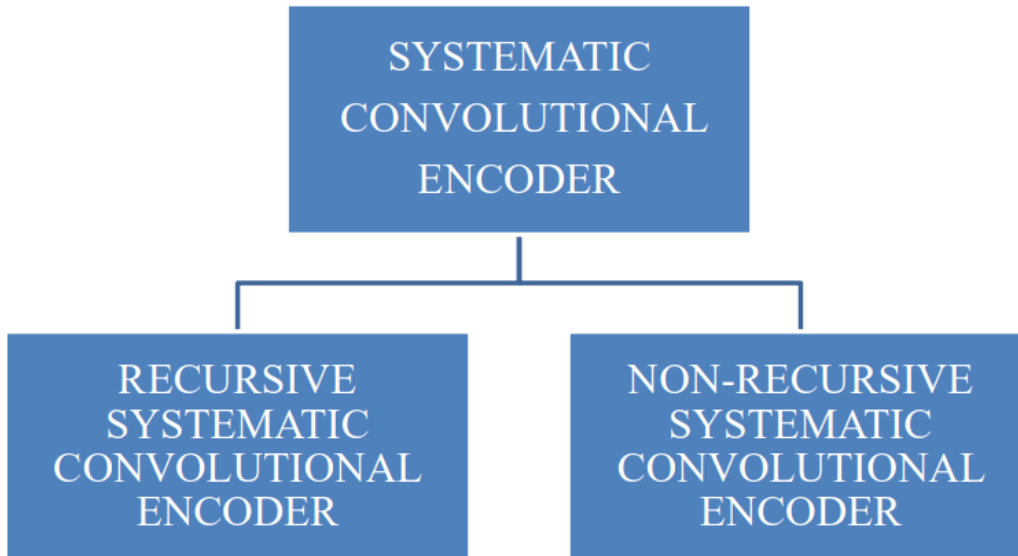 SYSTEMATIC
CONVOLUTIONAL
ENCODER
RECURSIVE
SYSTEMATIC
CONVOLUTIONAL
ENCODER
NON-RECURSIVE
SYSTEMATIC
CONVOLUTIONAL
ENCODER